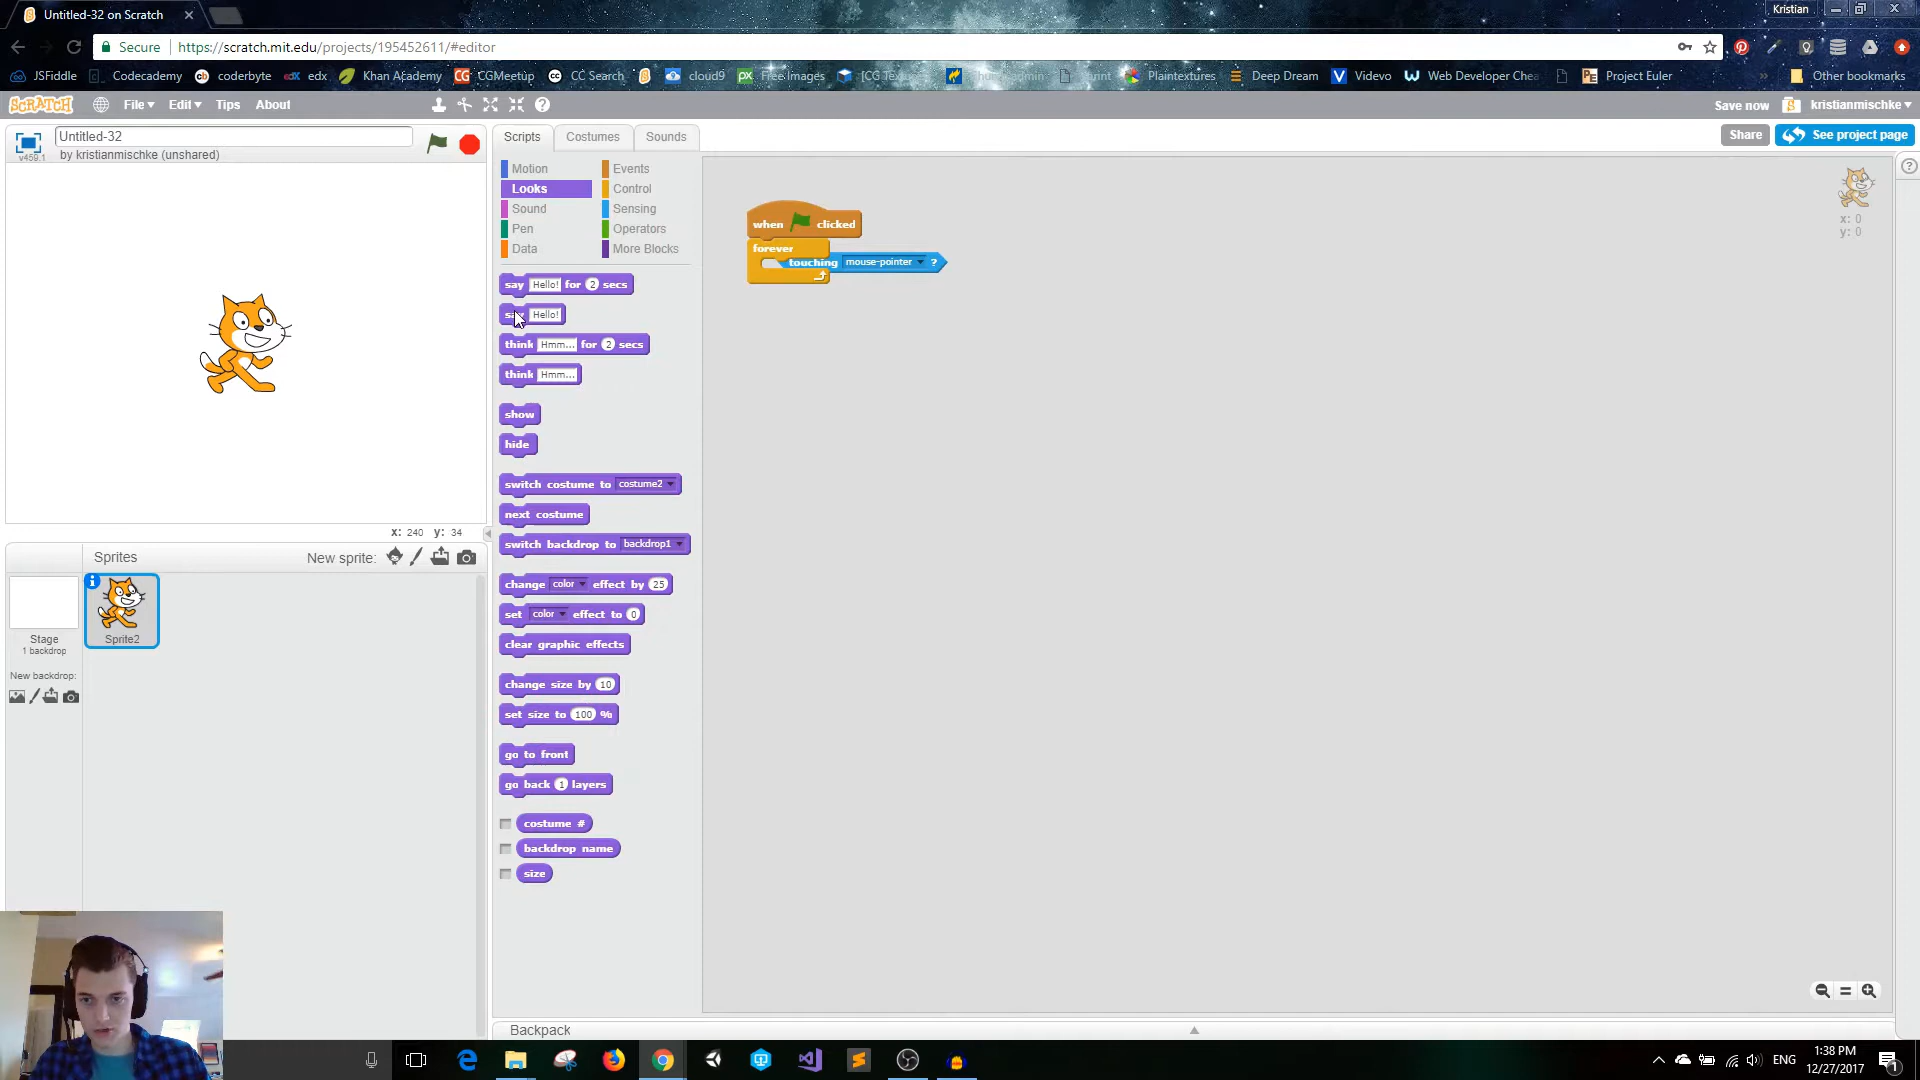 Untitled-32 on Scratch
Kristian
Secure https://scratch.mit.edu/projects/195452611/#editor
JSFiddle Codecademy coderbyte edx Khan Academy CGMeetup CC Search cloud9 Free Images [CG Textures Plaintextures Deep Dream Videvo Web Developer Chea Project Euler » Other bookmarks
SCRATCH File Edit Tips About Save now kristianmischke
Untitled-32
by kristianmischke (unshared)
v459.1
Scripts Costumes Sounds
Share See project page
Motion Events
Looks Control
Sound Sensing
Pen Operators
Data More Blocks
say Hello! for 2 secs
say Hello!
think Hmm... for 2 secs
think Hmm...
show
hide
switch costume to costume2
next costume
switch backdrop to backdrop1
change color effect by 25
set color effect to 0
clear graphic effects
change size by 10
set size to 100 %
go to front
go back 1 layers
costume #
backdrop name
size
when clicked
forever
touching mouse-pointer ?
x: 0
y: 0
x: 240 y: 34
Sprites New sprite:
Stage
1 backdrop
Sprite2
New backdrop:
Backpack
ENG
1:38 PM
12/27/2017
1